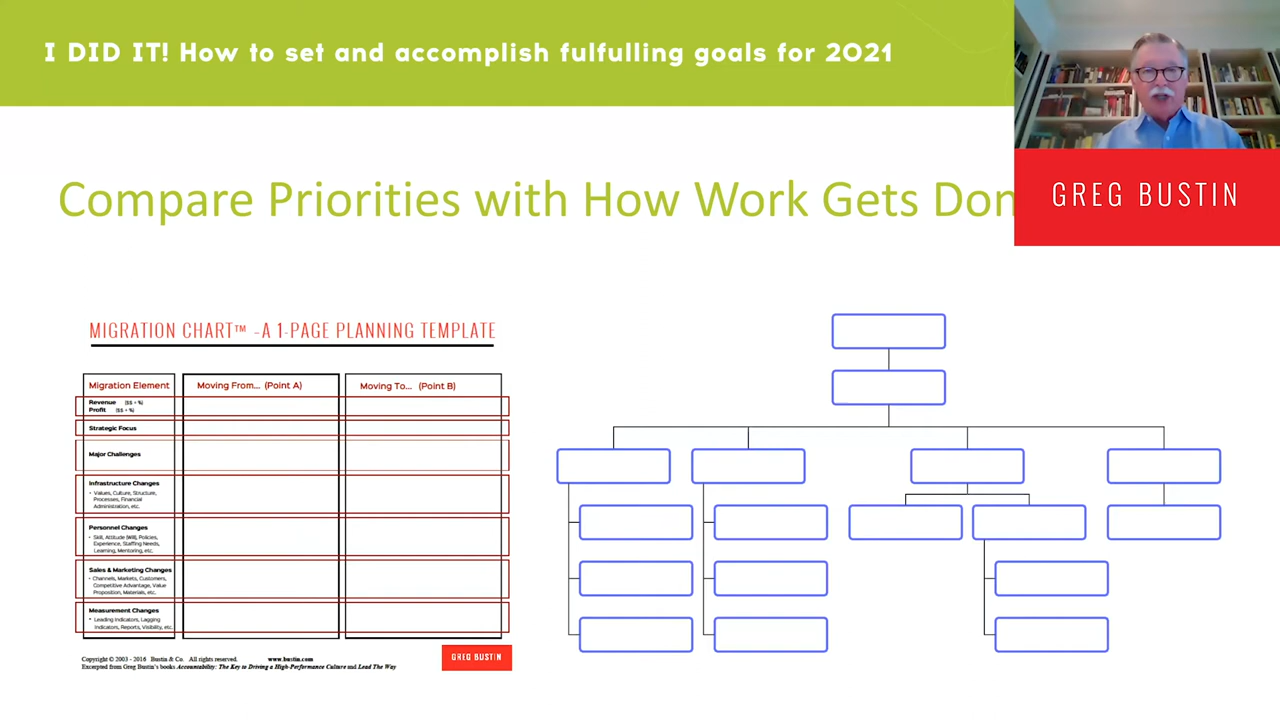 I DID IT! How to set and accomplish fulfulling goals for 2021
Compare Priorities with How Work Gets Don
GREG BUSTIN
MIGRATION CHART™ –A 1-PAGE PLANNING TEMPLATE
Migration Element
Moving From... (Point A)
Moving To... (Point B)
Revenue ($$ + %)
Profit ($$ + %)
Strategic Focus
Major Challenges
Infrastructure Changes
• Values, Culture, Structure,
Processes, Financial
Administration, etc.
Personnel Changes
• Skill, Attitude (Will), Policies,
Experience, Staffing Needs,
Learning, Mentoring, etc.
Sales & Marketing Changes
• Channels, Markets, Customers,
Competitive Advantage, Value
Proposition, Materials, etc.
Measurement Changes
• Leading Indicators, Lagging
Indicators, Reports, Visibility, etc.
Copyright © 2003 - 2016 Bustin & Co. All rights reserved. www.bustin.com
Excerpted from Greg Bustin's books Accountability: The Key to Driving a High-Performance Culture and Lead The Way
GREG BUSTIN